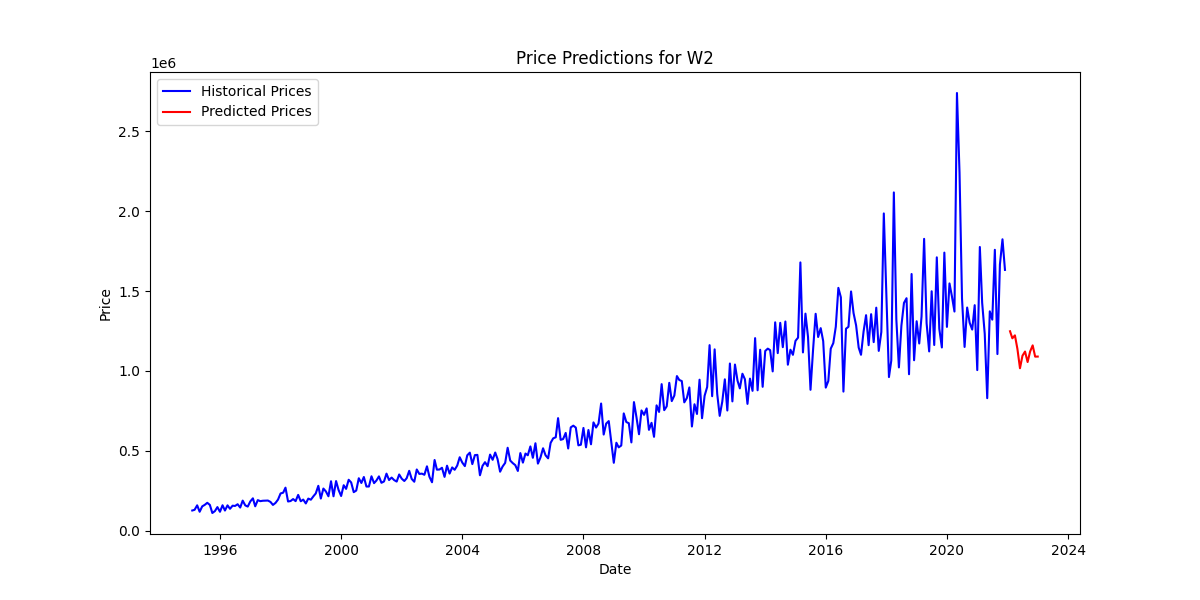 Price Predictions for W2
1e6
Historical Prices
Predicted Prices
2.5
2.0
1.5
1.0
0.5
0.0
Price
1996 2000 2004 2008 2012 2016 2020 2024
Date